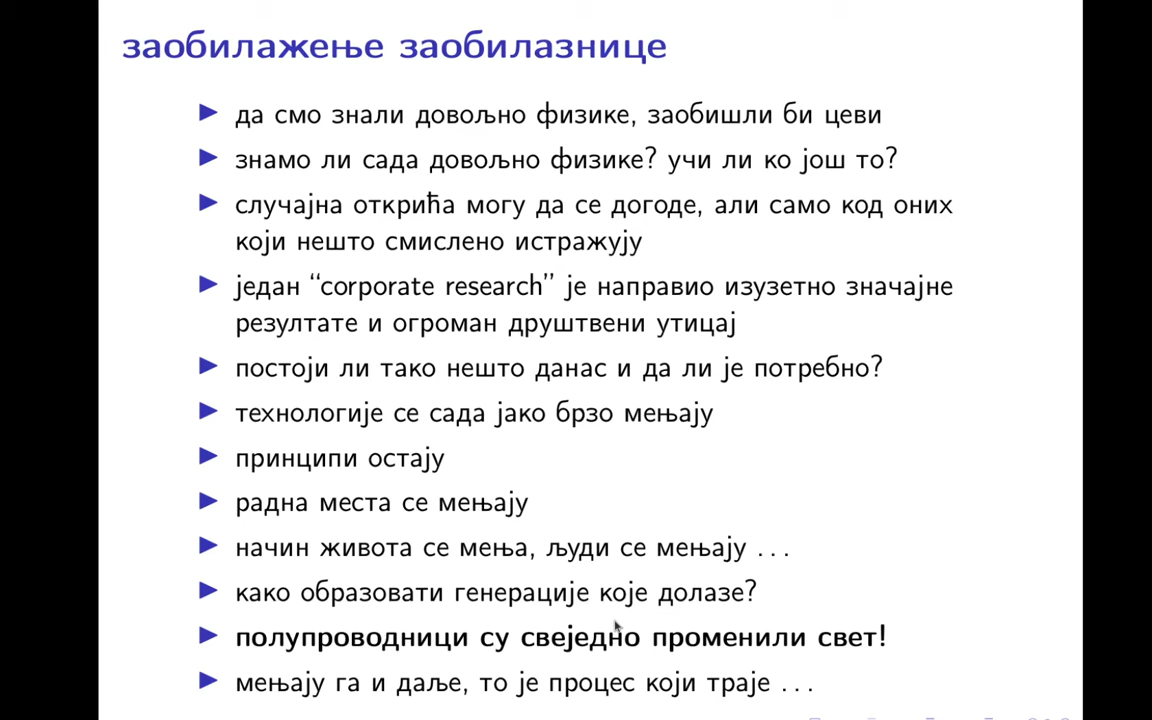 заобилажење заобилазнице
да смо знали довољно физике, заобишли би цеви
знамо ли сада довољно физике? учи ли ко још то?
случајна открића могу да се догоде, али само код оних
који нешто смислено истражују
један “corporate research” је направио изузетно значајне
резултате и огроман друштвени утицај
постоји ли тако нешто данас и да ли је потребно?
технологије се сада јако брзо мењају
принципи остају
радна места се мењају
начин живота се мења, људи се мењају ...
како образовати генерације које долазе?
полупроводници су свеједно променили свет!
мењају га и даље, то је процес који траје ...